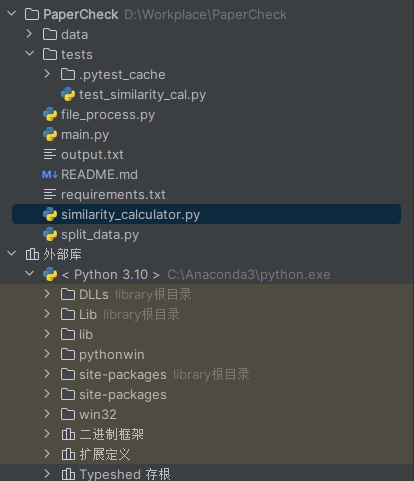 PaperCheck D:\Workplace\PaperCheck
data
tests
.pytest_cache
test_similarity_cal.py
file_process.py
main.py
output.txt
README.md
requirements.txt
similarity_calculator.py
split_data.py
外部库
< Python 3.10 > C:\Anaconda3\python.exe
DLLs library根目录
Lib library根目录
lib
pythonwin
site-packages library根目录
site-packages
win32
二进制框架
扩展定义
Typeshed 存根